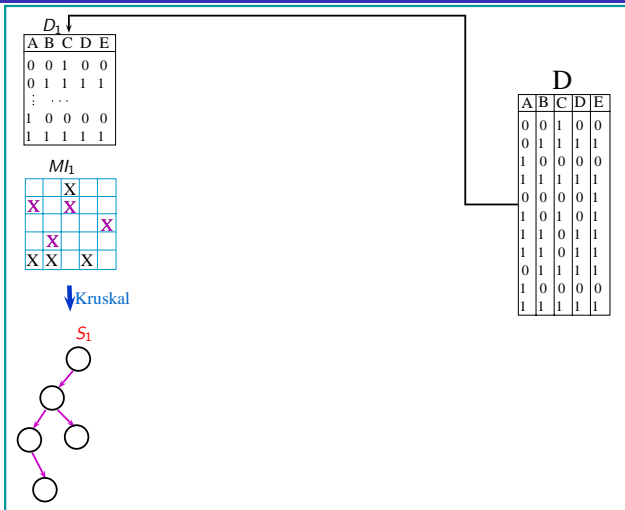 D1
A B C D E
0 0 1 0 0
0 1 1 1 1
⋮ ···
1 0 0 0 0
1 1 1 1 1
MI1
X
X X
X
X
X X X
Kruskal
S1
D
A B C D E
0 0 1 0 0
0 1 1 1 1
1 0 0 0 0
1 1 1 1 1
0 0 0 0 1
1 0 1 0 1
1 1 0 1 1
1 1 0 1 1
0 1 1 1 1
1 0 0 0 0
1 1 1 1 1